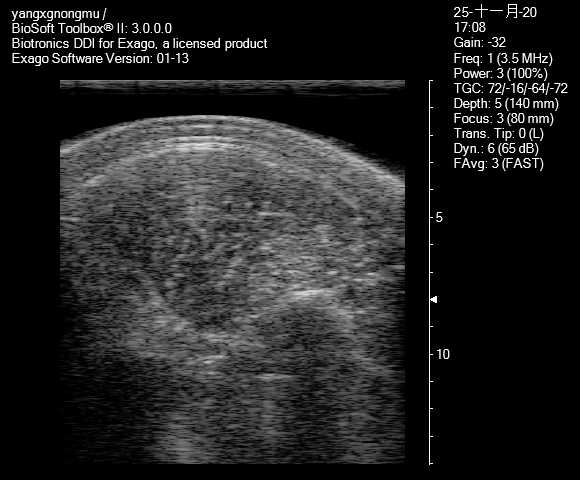 yangxgnongmu /
BioSoft Toolbox® II: 3.0.0.0
Biotronics DDI for Exago, a licensed product
Exago Software Version: 01-13
25-十一月-20
17:08
Gain: -32
Freq: 1 (3.5 MHz)
Power: 3 (100%)
TGC: 72/-16/-64/-72
Depth: 5 (140 mm)
Focus: 3 (80 mm)
Trans. Tip: 0 (L)
Dyn.: 6 (65 dB)
FAvg: 3 (FAST)
5
10